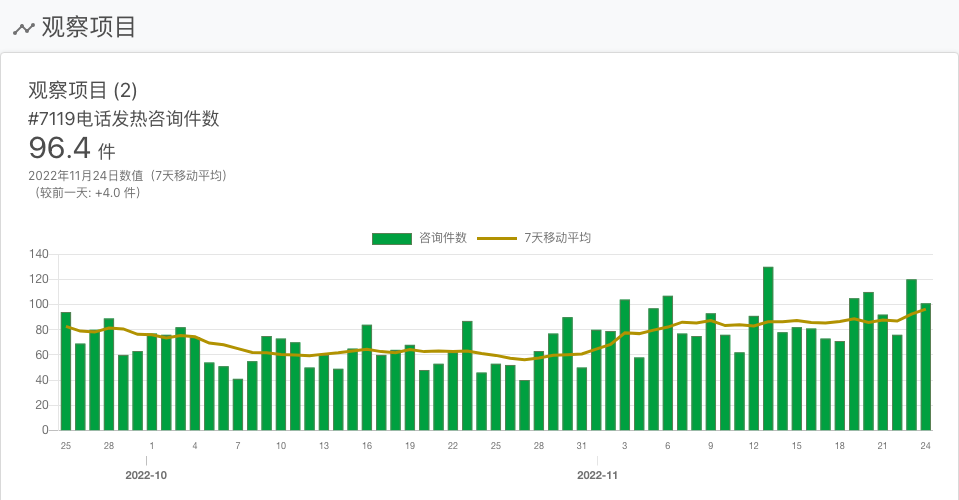 观察项目
观察项目 (2)
#7119电话发热咨询件数
96.4 件
2022年11月24日数值（7天移动平均）
（较前一天: +4.0 件）
咨询件数 7天移动平均
140
120
100
80
60
40
20
0
25 28 1 4 7 10 13 16 19 22 25 28 31 3 6 9 12 15 18 21 24
2022-10 2022-11